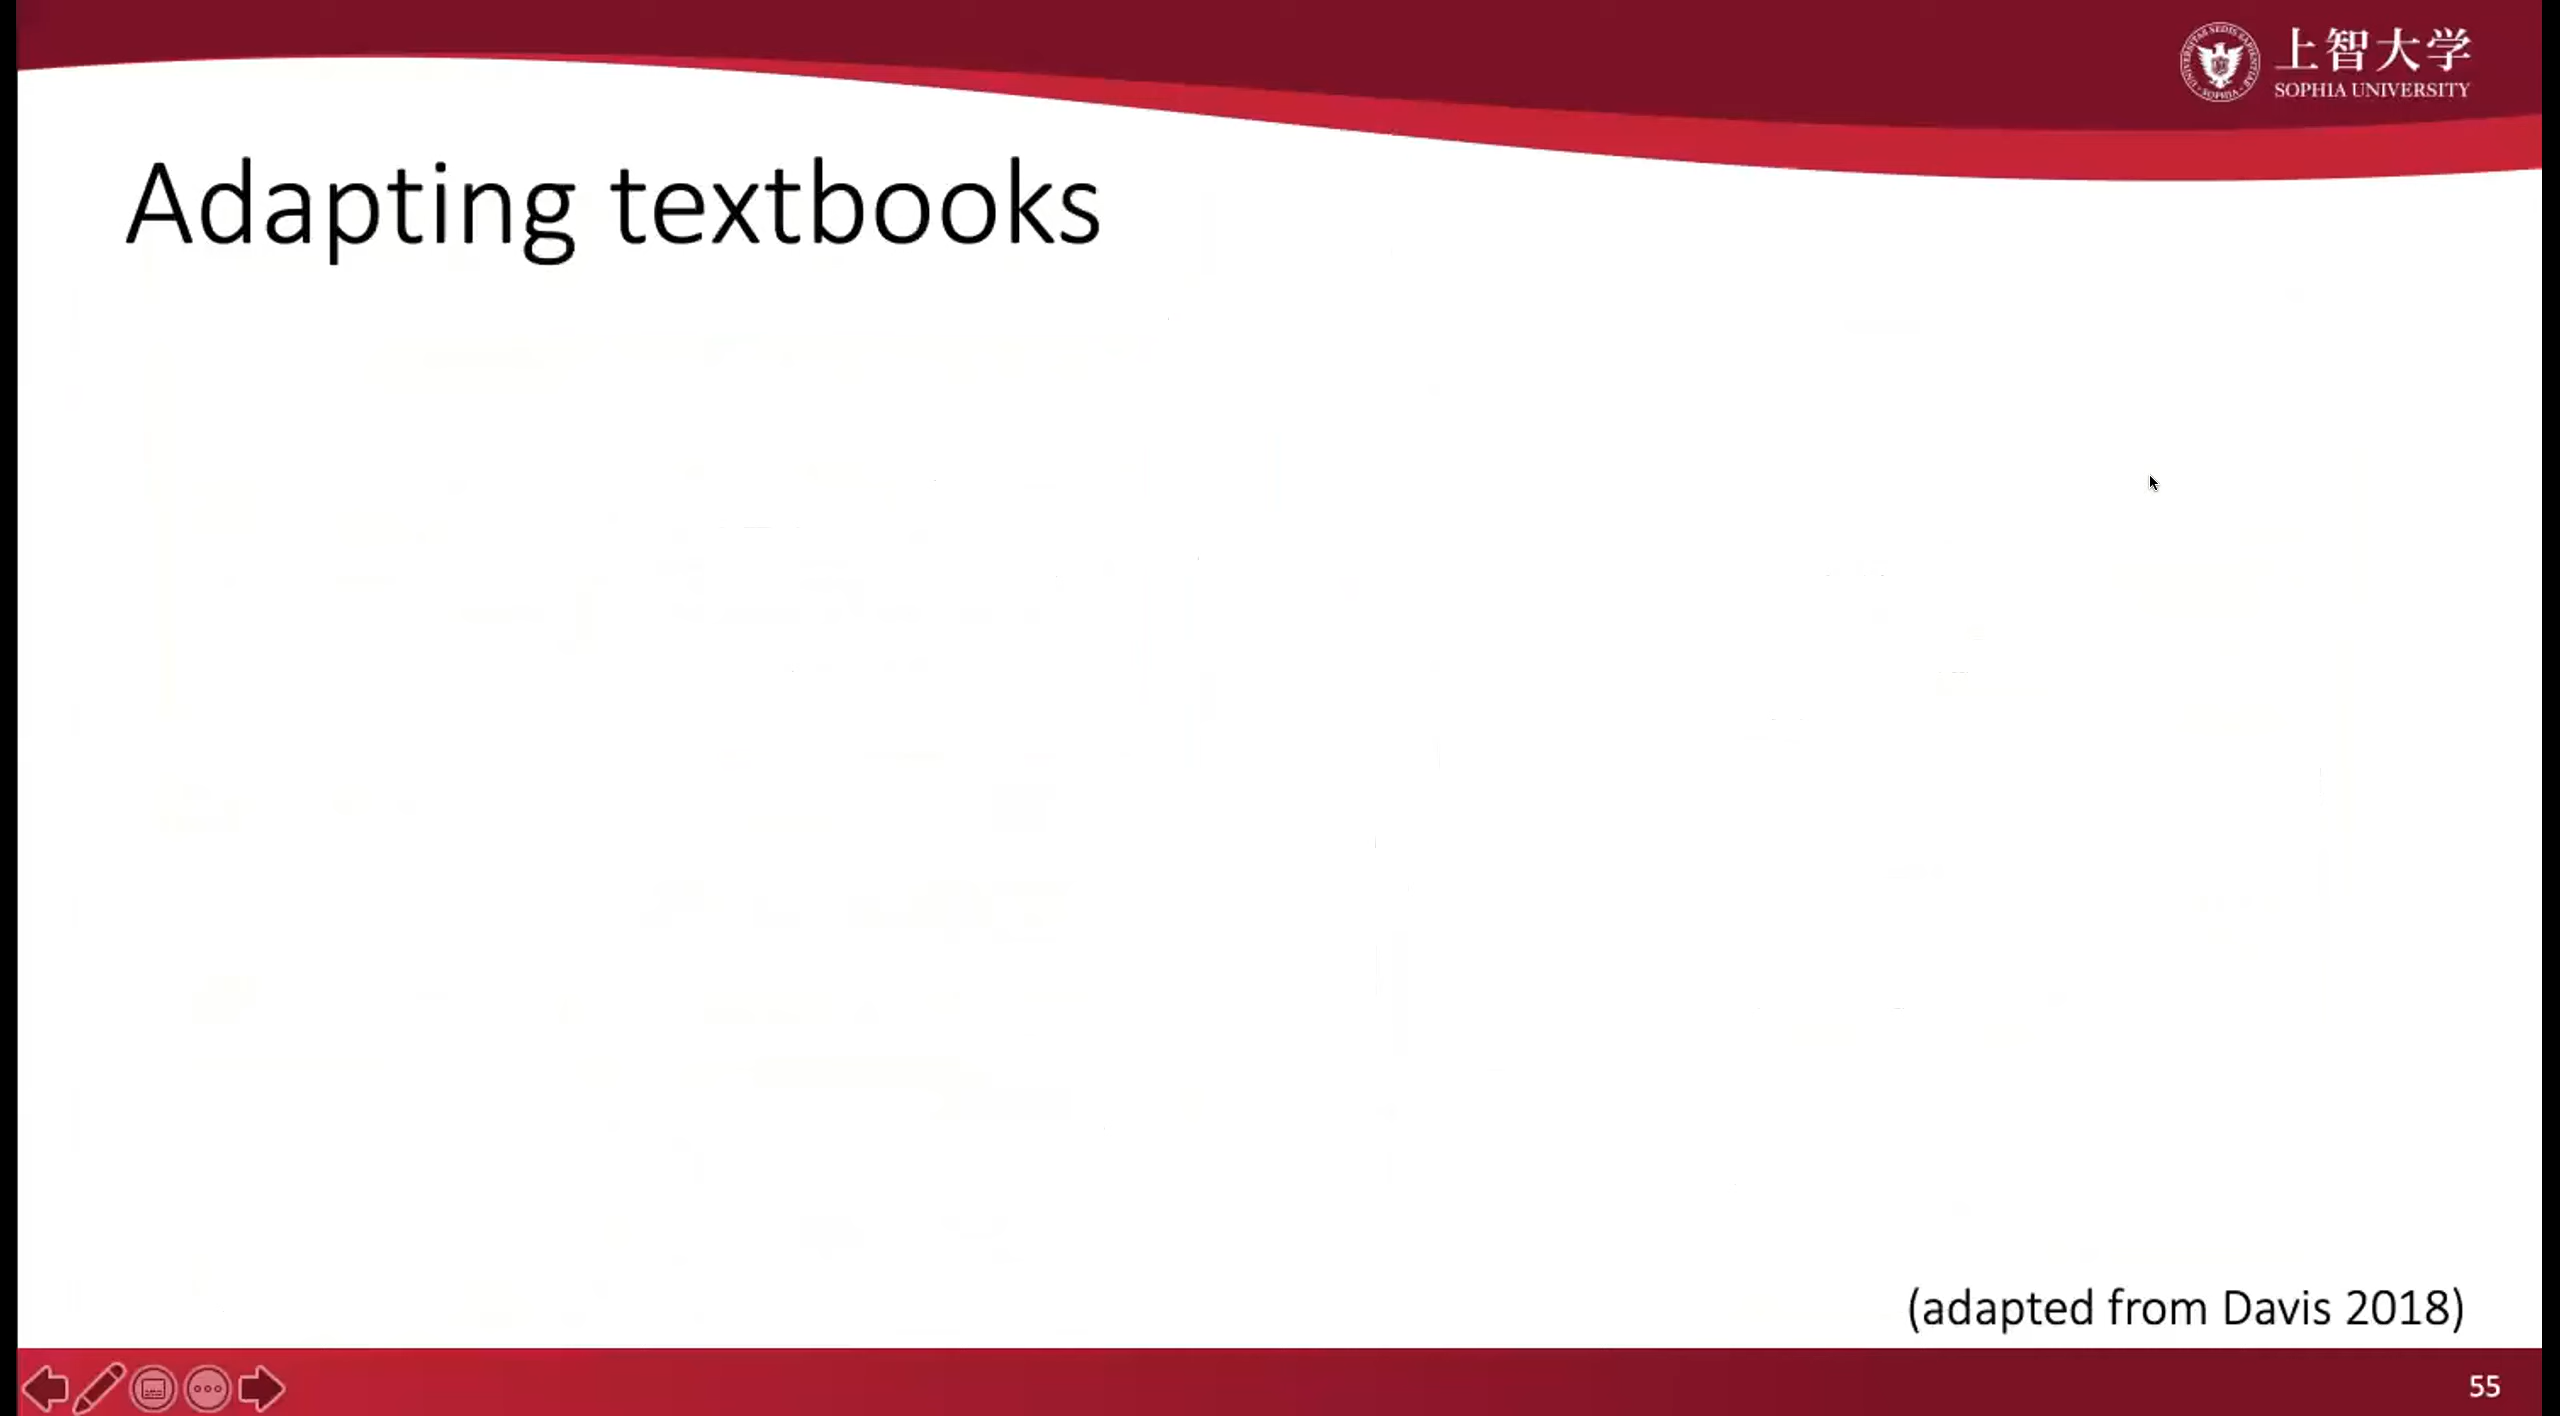 上智大学
SOPHIA UNIVERSITY
Adapting textbooks
(adapted from Davis 2018)
55